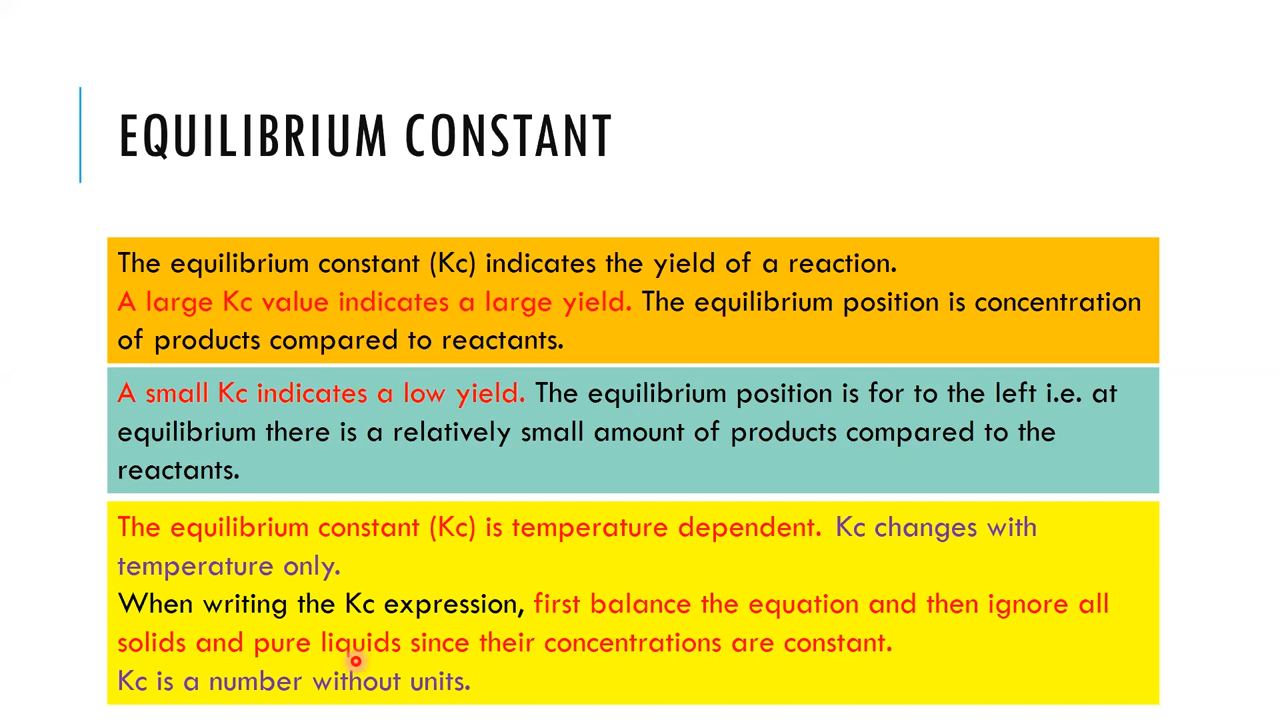 EQUILIBRIUM CONSTANT
The equilibrium constant (Kc) indicates the yield of a reaction.
A large Kc value indicates a large yield. The equilibrium position is concentration
of products compared to reactants.
A small Kc indicates a low yield. The equilibrium position is for to the left i.e. at
equilibrium there is a relatively small amount of products compared to the
reactants.
The equilibrium constant (Kc) is temperature dependent. Kc changes with
temperature only.
When writing the Kc expression, first balance the equation and then ignore all
solids and pure liquids since their concentrations are constant.
Kc is a number without units.